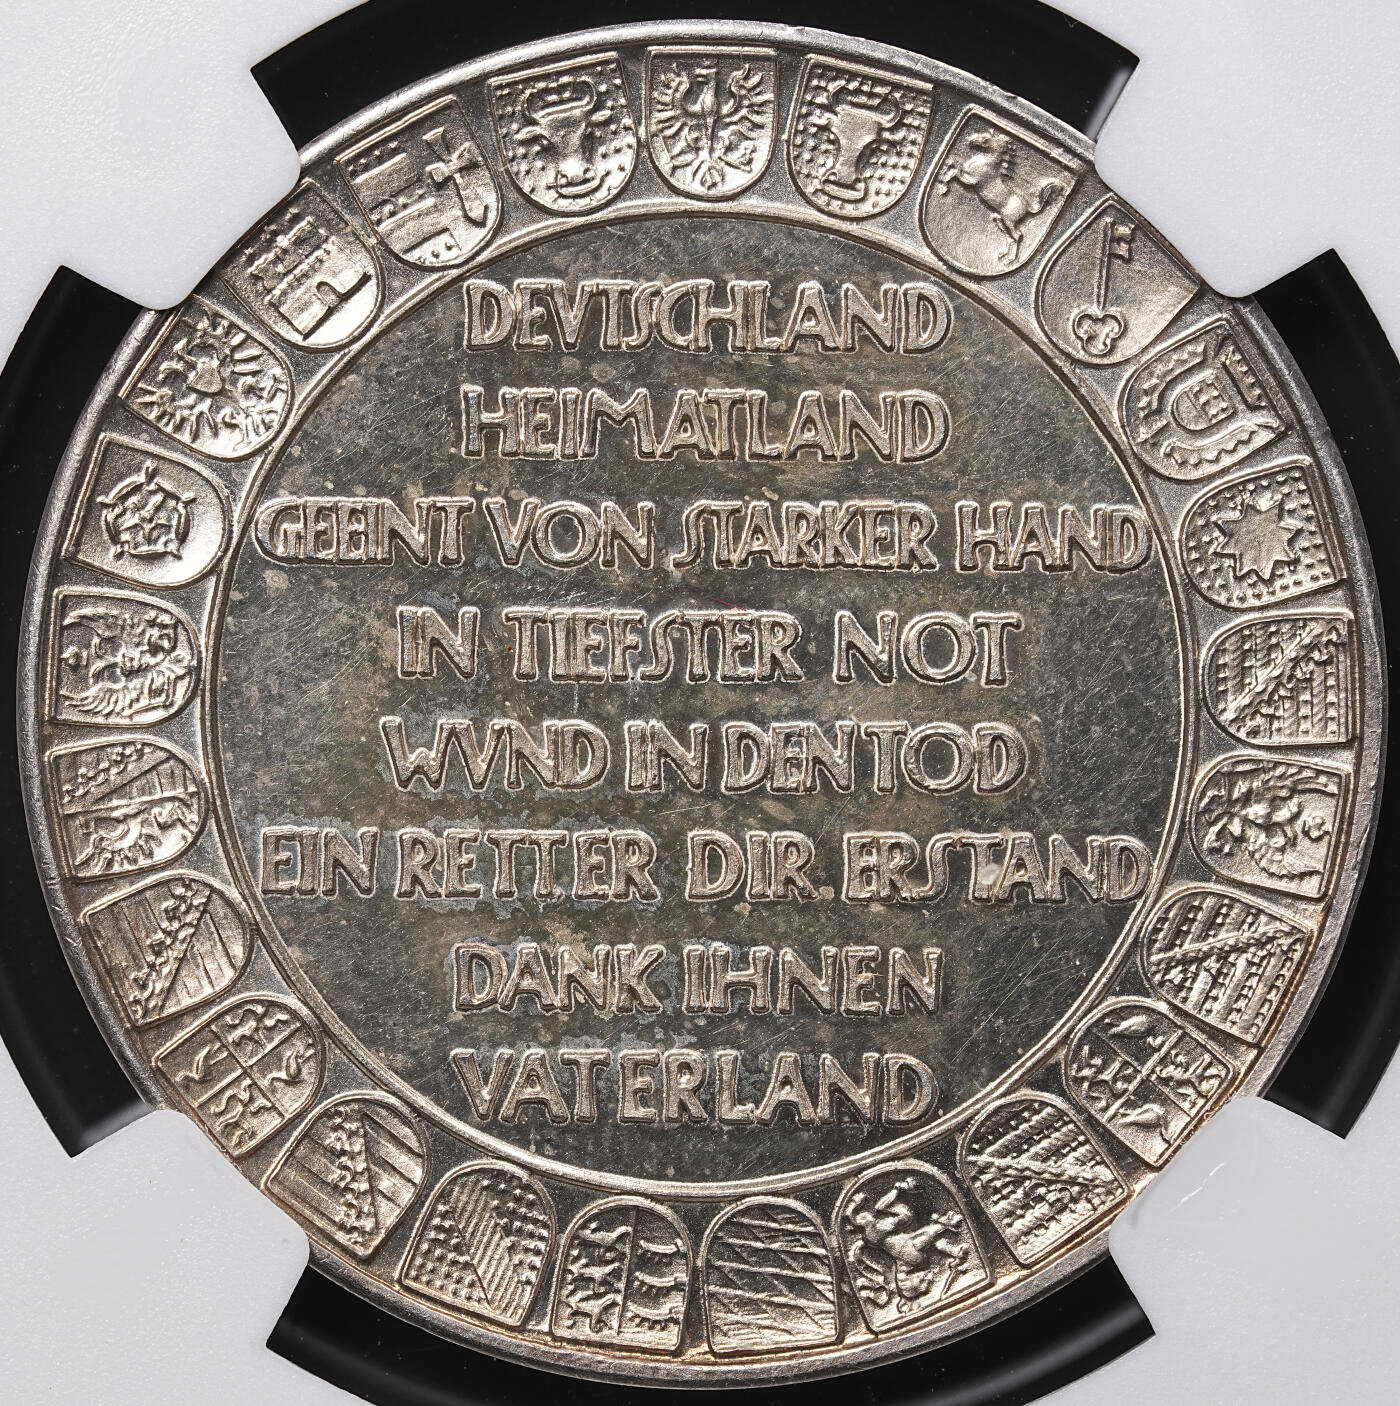 DEVTSCHLAND
HEIMATLAND
GEEINT VON STARKER HAND
IN TIEFSTER NOT
WVND IN DEN TOD
EIN RETTER DIR ERSTAND
DANK IHNEN
VATERLAND